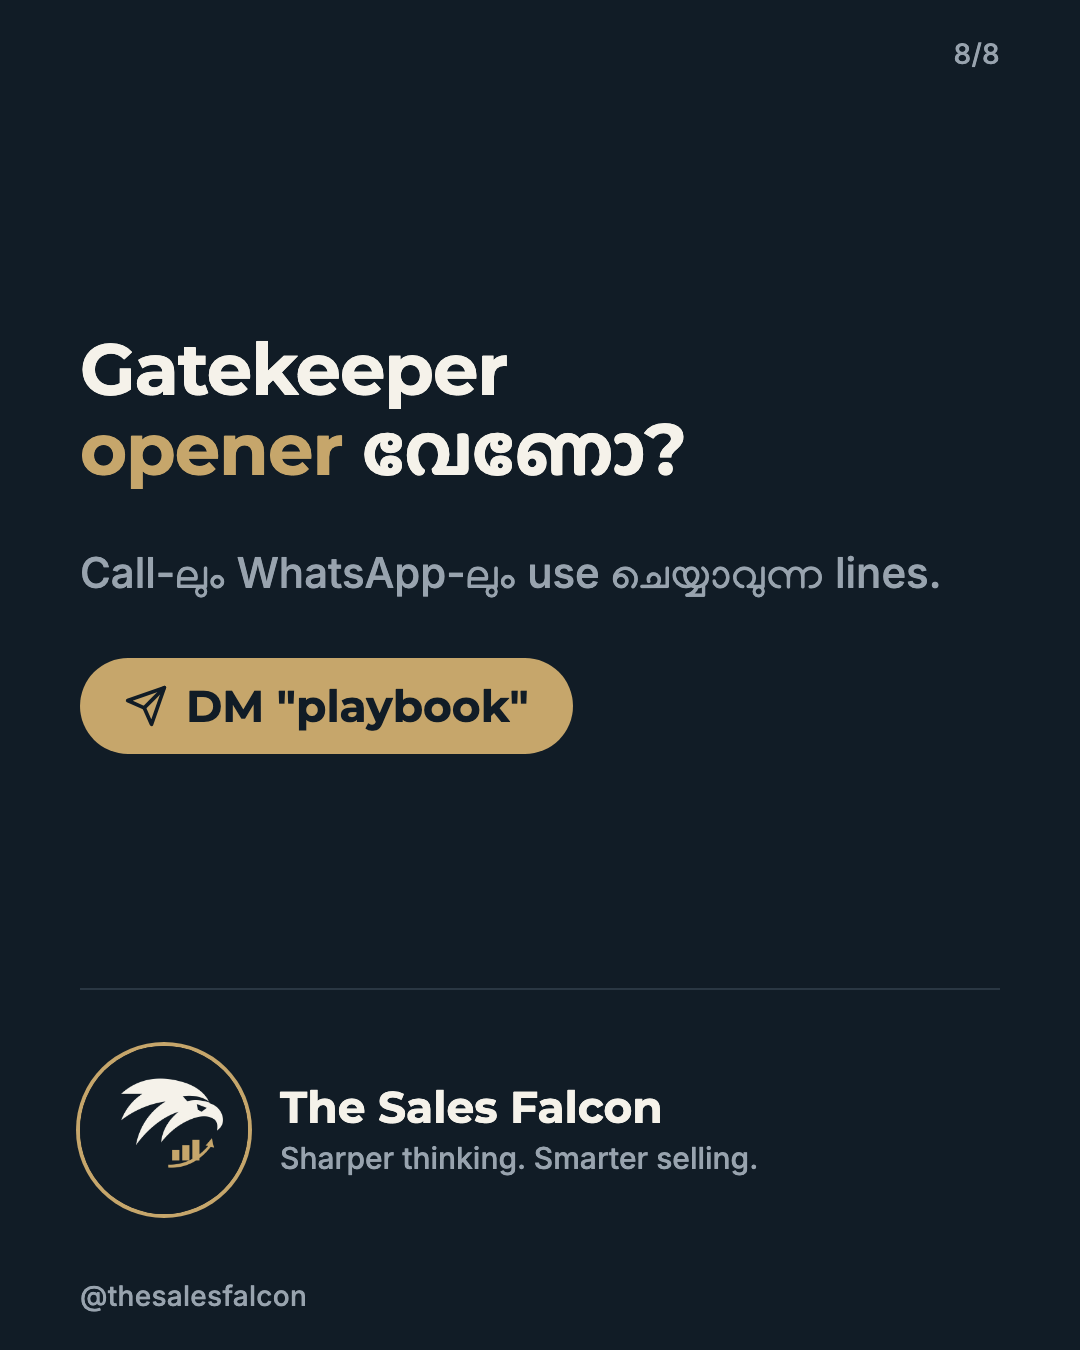 8/8
Gatekeeper
opener വേണോ?
Call-ലും WhatsApp-ലും use ചെയ്യാവുന്ന lines.
DM "playbook"
The Sales Falcon
Sharper thinking. Smarter selling.
@thesalesfalcon